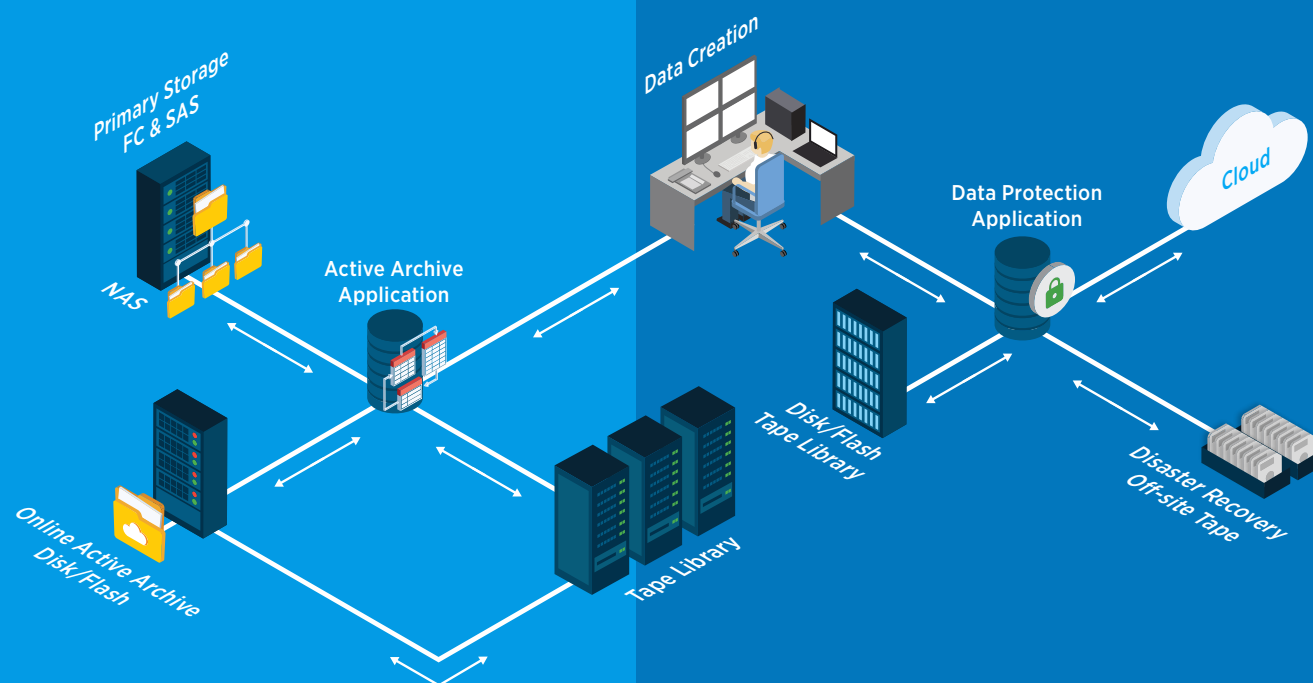 Primary Storage
FC & SAS
NAS
Active Archive
Application
Online Active Archive
Disk/Flash
Tape Library
Data Creation
Data Protection
Application
Cloud
Disk/Flash
Tape Library
Disaster Recovery
Off-site Tape